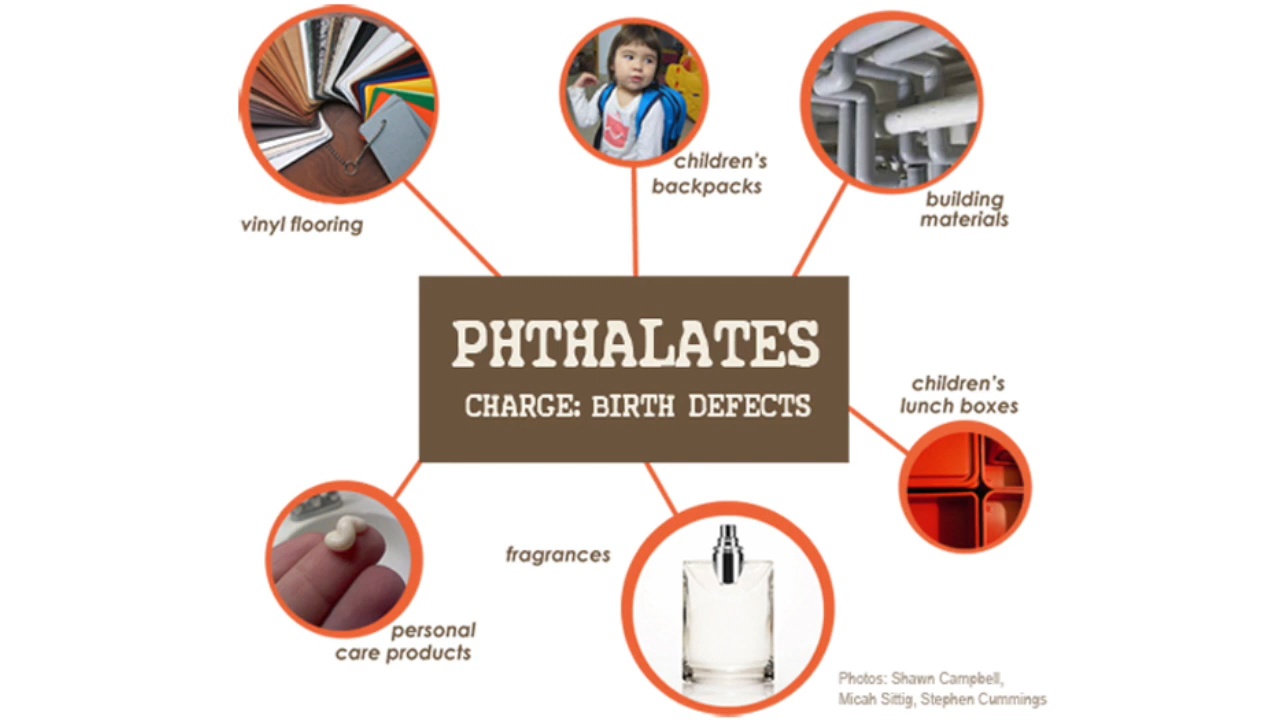 children's
backpacks
building
materials
vinyl flooring
PHTHALATES
CHARGE: BIRTH DEFECTS
children's
lunch boxes
fragrances
personal
care products
Photos: Shawn Campbell,
Micah Sittig, Stephen Cummings